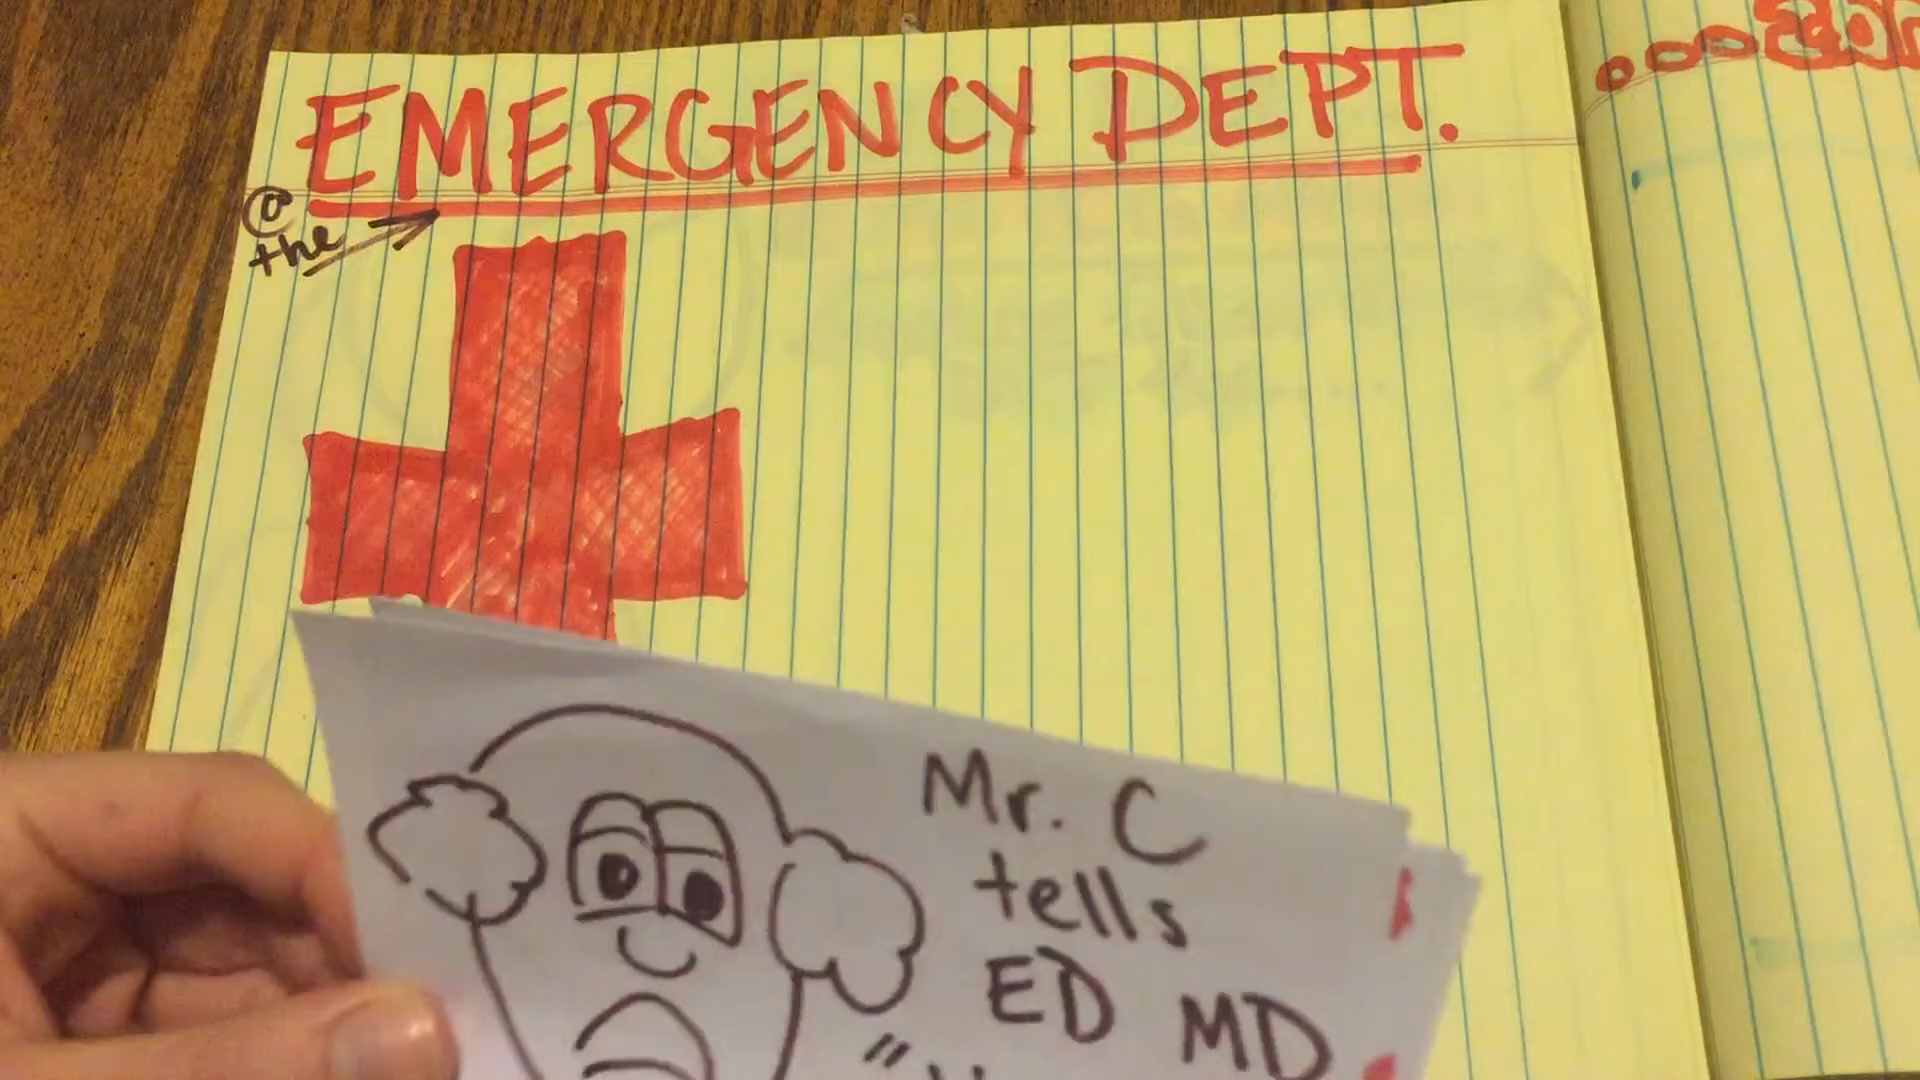 EMERGENCY DEPT.
@
the
Mr. C
tells
ED MD
"